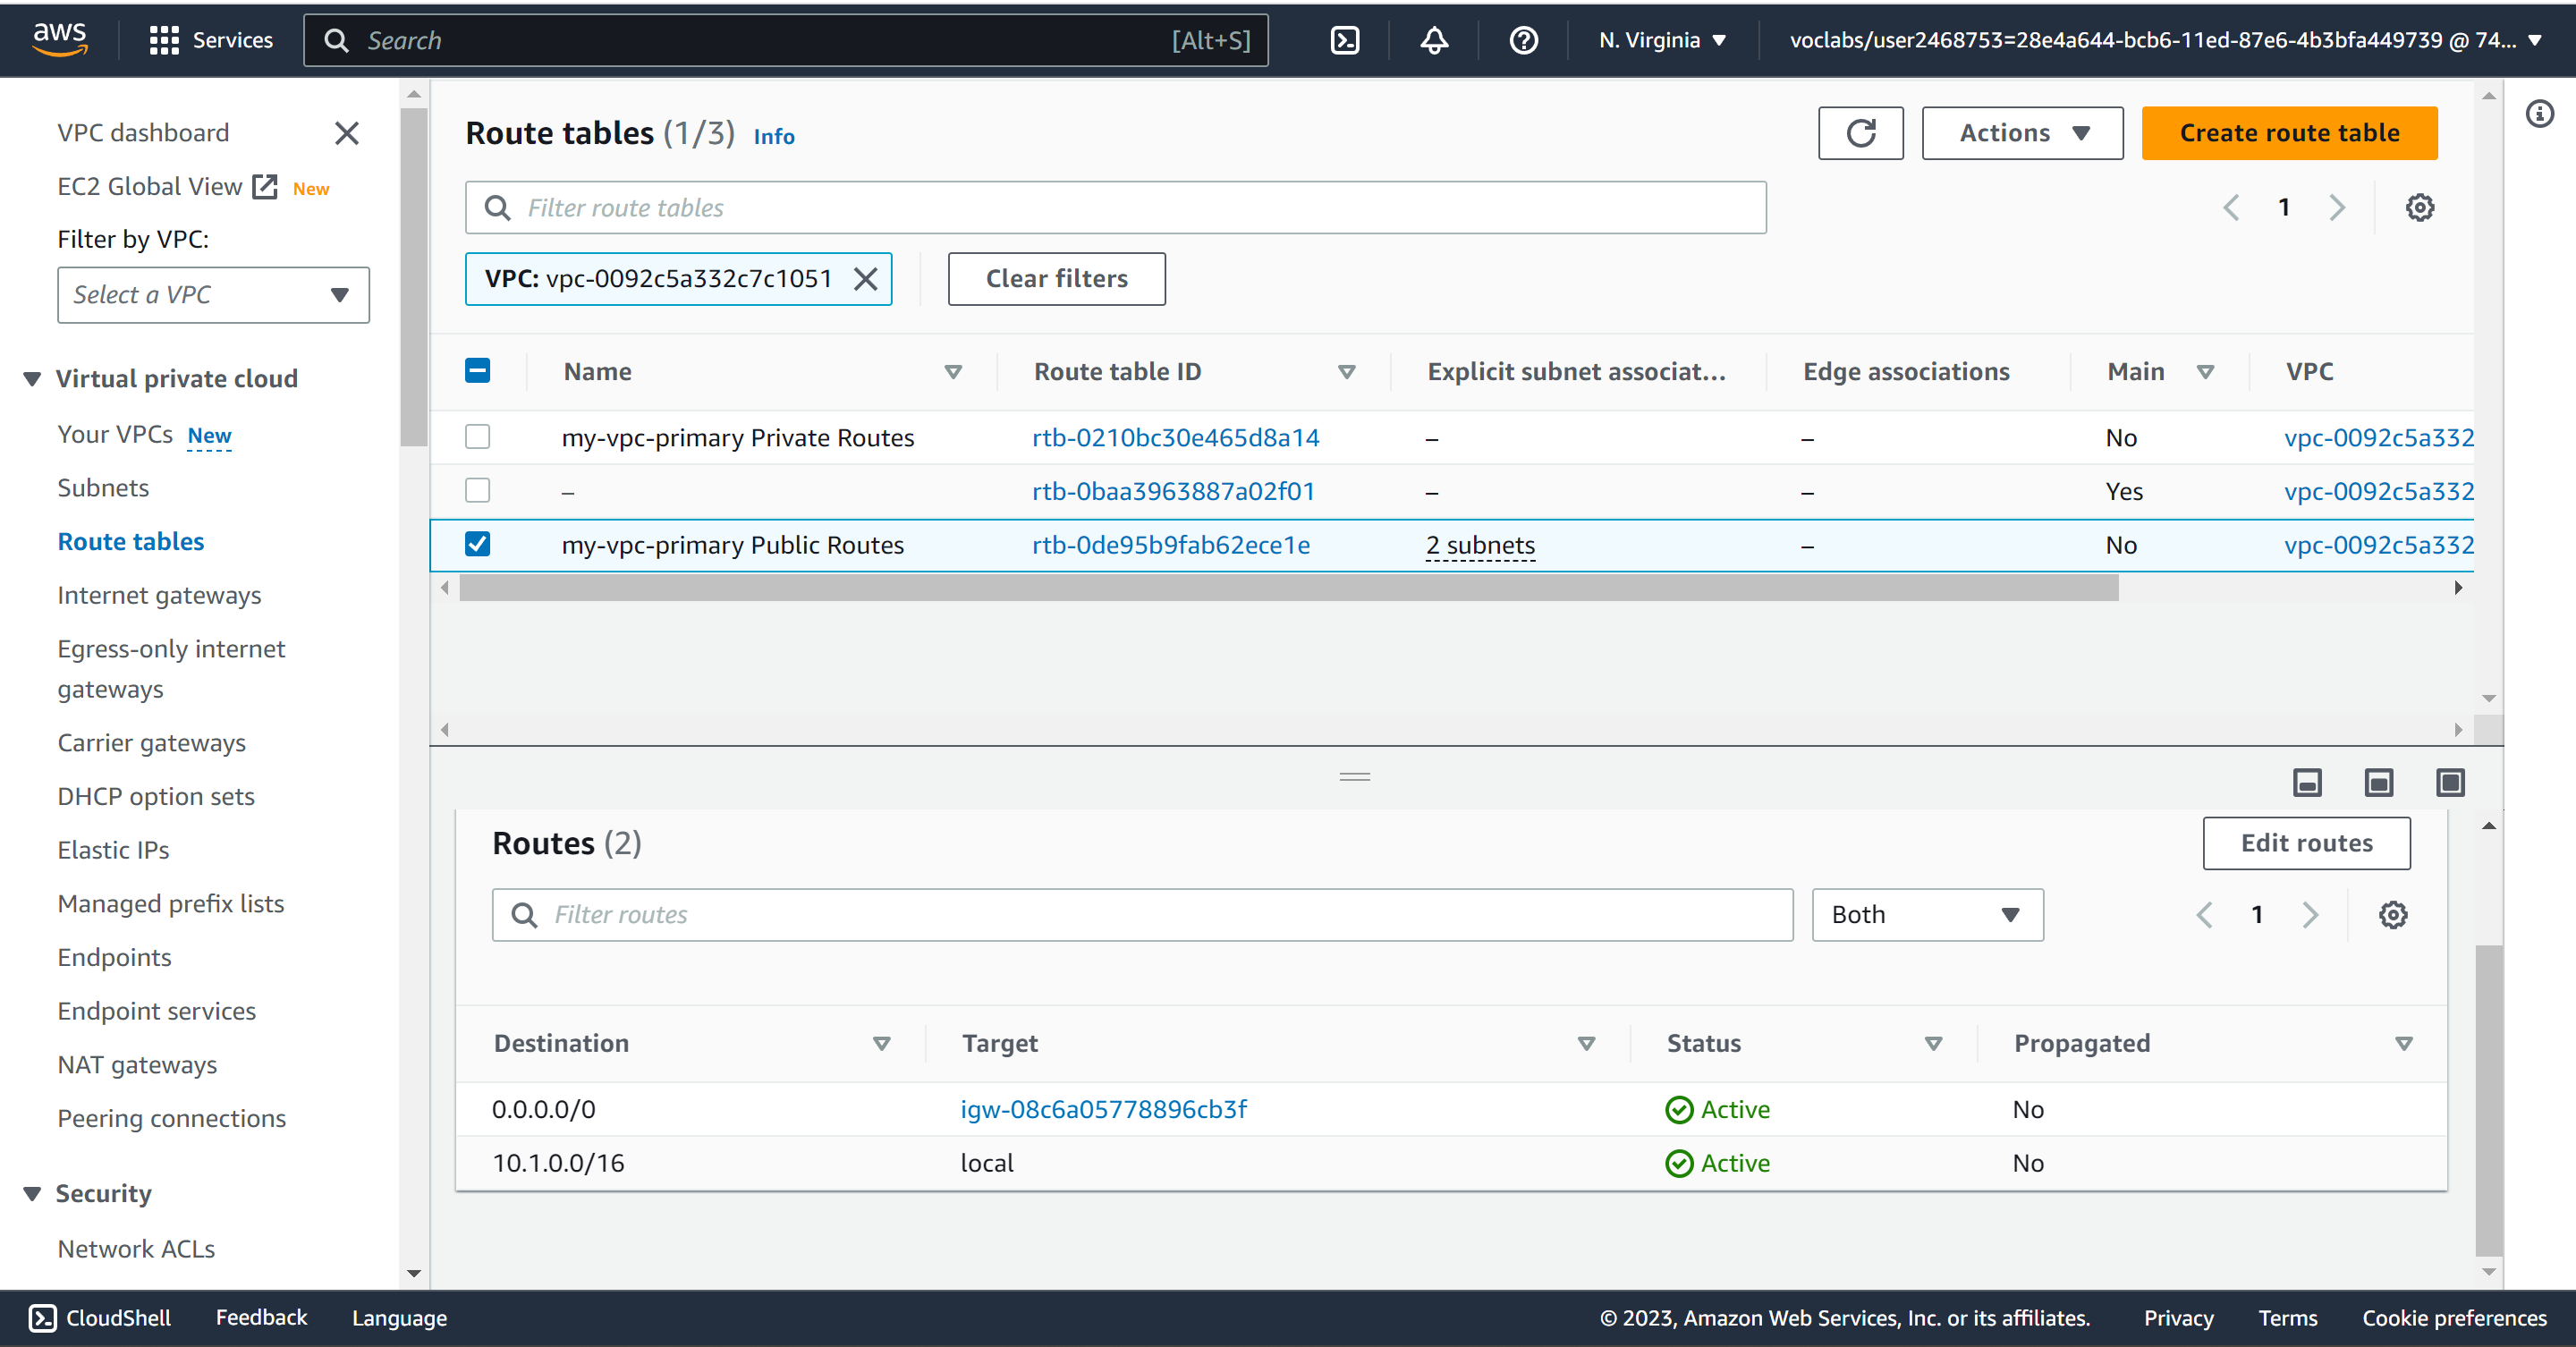 aws
Services
Search [Alt+S]
N. Virginia
voclabs/user2468753=28e4a644-bcb6-11ed-87e6-4b3bfa449739 @ 74...
VPC dashboard
EC2 Global View New
Filter by VPC:
Select a VPC
Virtual private cloud
Your VPCs New
Subnets
Route tables
Internet gateways
Egress-only internet
gateways
Carrier gateways
DHCP option sets
Elastic IPs
Managed prefix lists
Endpoints
Endpoint services
NAT gateways
Peering connections
Security
Network ACLs
Route tables (1/3) Info
Actions
Create route table
Filter route tables
1
VPC: vpc-0092c5a332c7c1051
Clear filters
Name Route table ID Explicit subnet associat... Edge associations Main VPC
my-vpc-primary Private Routes rtb-0210bc30e465d8a14 – – No vpc-0092c5a332
– rtb-0baa3963887a02f01 – – Yes vpc-0092c5a332
my-vpc-primary Public Routes rtb-0de95b9fab62ece1e 2 subnets – No vpc-0092c5a332
Routes (2)
Edit routes
Filter routes
Both
1
Destination Target Status Propagated
0.0.0.0/0 igw-08c6a05778896cb3f Active No
10.1.0.0/16 local Active No
CloudShell Feedback Language
© 2023, Amazon Web Services, Inc. or its affiliates. Privacy Terms Cookie preferences